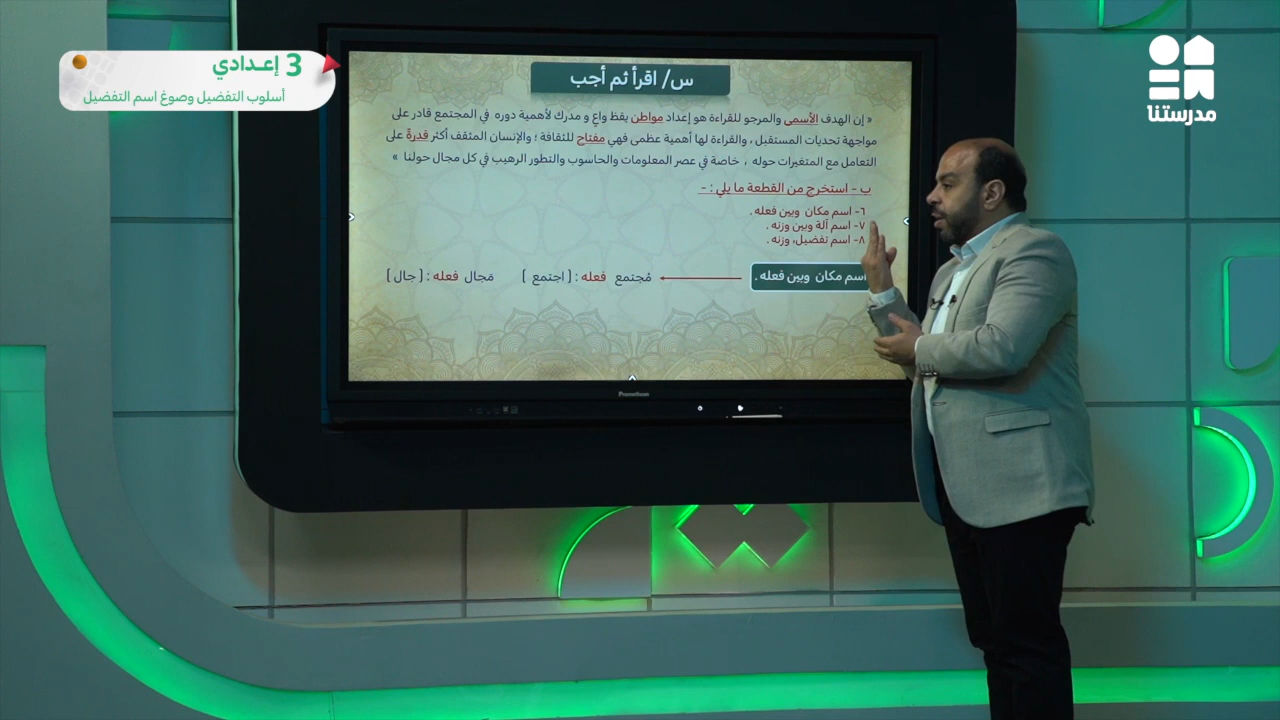 3 إعدادي
أسلوب التفضيل وصوغ اسم التفضيل
مدرستنا
س/ اقرأ ثم أجب
« إن الهدف الأسمى والمرجو للقراءة هو إعداد مواطن يقظ واعٍ و مدرك لأهمية دوره في المجتمع قادر على
مواجهة تحديات المستقبل ، والقراءة لها أهمية عظمى فهي مفتاح للثقافة ؛ والإنسان المثقف أكثر قدرةً على
التعامل مع المتغيرات حوله ، خاصة في عصر المعلومات والحاسوب والتطور الرهيب في كل مجال حولنا »
ب - استخرج من القطعة ما يلي : -
٦- اسم مكان وبين فعله .
٧- اسم آلة وبين وزنه .
٨- اسم تفضيل، وزنه .
اسم مكان وبين فعله . مُجتمع فعله : [ اجتمع ] مَجال فعله : [ جال ]
Promethean